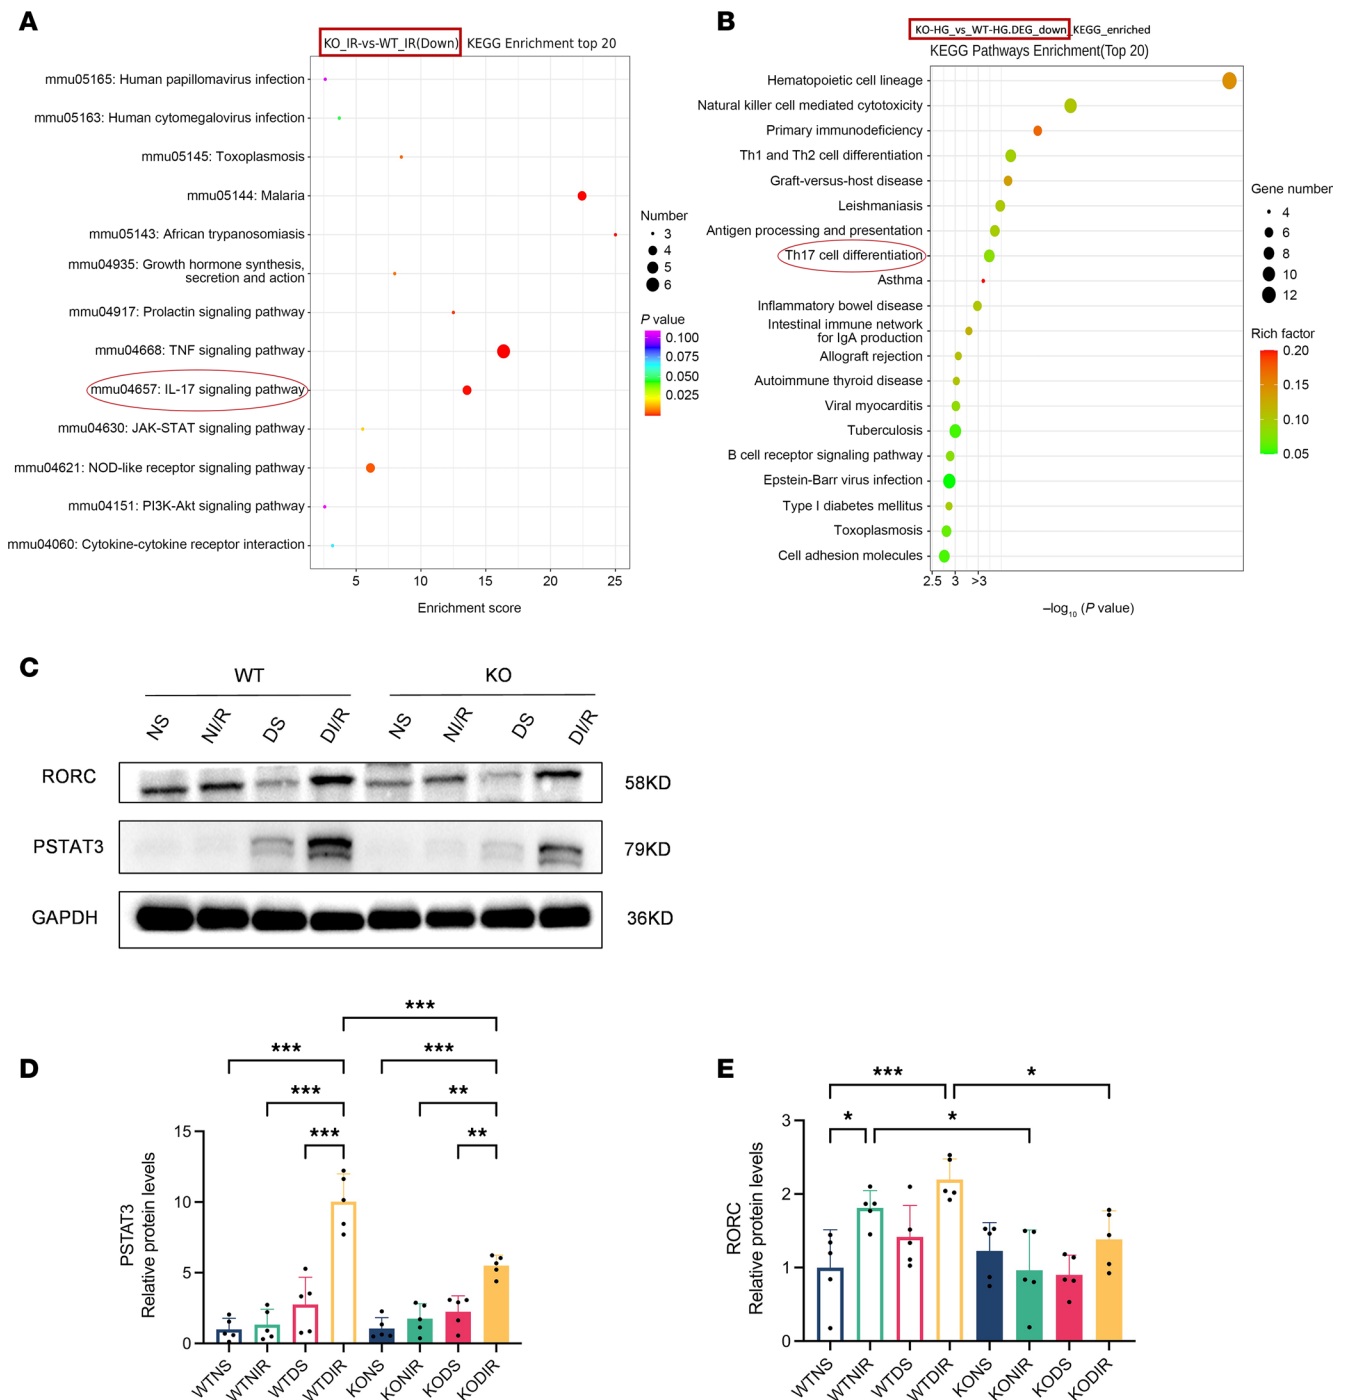 A
KO_IR-vs-WT_IR(Down) KEGG Enrichment top 20
mmu05165: Human papillomavirus infection
mmu05163: Human cytomegalovirus infection
mmu05145: Toxoplasmosis
mmu05144: Malaria
mmu05143: African trypanosomiasis
mmu04935: Growth hormone synthesis,
secretion and action
mmu04917: Prolactin signaling pathway
mmu04668: TNF signaling pathway
mmu04657: IL-17 signaling pathway
mmu04630: JAK-STAT signaling pathway
mmu04621: NOD-like receptor signaling pathway
mmu04151: PI3K-Akt signaling pathway
mmu04060: Cytokine-cytokine receptor interaction
5 10 15 20 25
Enrichment score
Number
3
4
5
6
P value
0.100
0.075
0.050
0.025
B
KO-HG_vs_WT-HG.DEG_down_KEGG_enriched
KEGG Pathways Enrichment(Top 20)
Hematopoietic cell lineage
Natural killer cell mediated cytotoxicity
Primary immunodeficiency
Th1 and Th2 cell differentiation
Graft-versus-host disease
Leishmaniasis
Antigen processing and presentation
Th17 cell differentiation
Asthma
Inflammatory bowel disease
Intestinal immune network
for IgA production
Allograft rejection
Autoimmune thyroid disease
Viral myocarditis
Tuberculosis
B cell receptor signaling pathway
Epstein-Barr virus infection
Type I diabetes mellitus
Toxoplasmosis
Cell adhesion molecules
2.5 3 >3
–log10 (P value)
Gene number
4
6
8
10
12
Rich factor
0.20
0.15
0.10
0.05
C
WT KO
NS NI/R DS DI/R NS NI/R DS DI/R
RORC 58KD
PSTAT3 79KD
GAPDH 36KD
D
***
*** ***
*** **
*** **
PSTAT3
Relative protein levels
15
10
5
0
WTNS WTNIR WTDS WTDIR KONS KONIR KODS KODIR
E
*** *
* *
RORC
Relative protein levels
3
2
1
0
WTNS WTNIR WTDS WTDIR KONS KONIR KODS KODIR